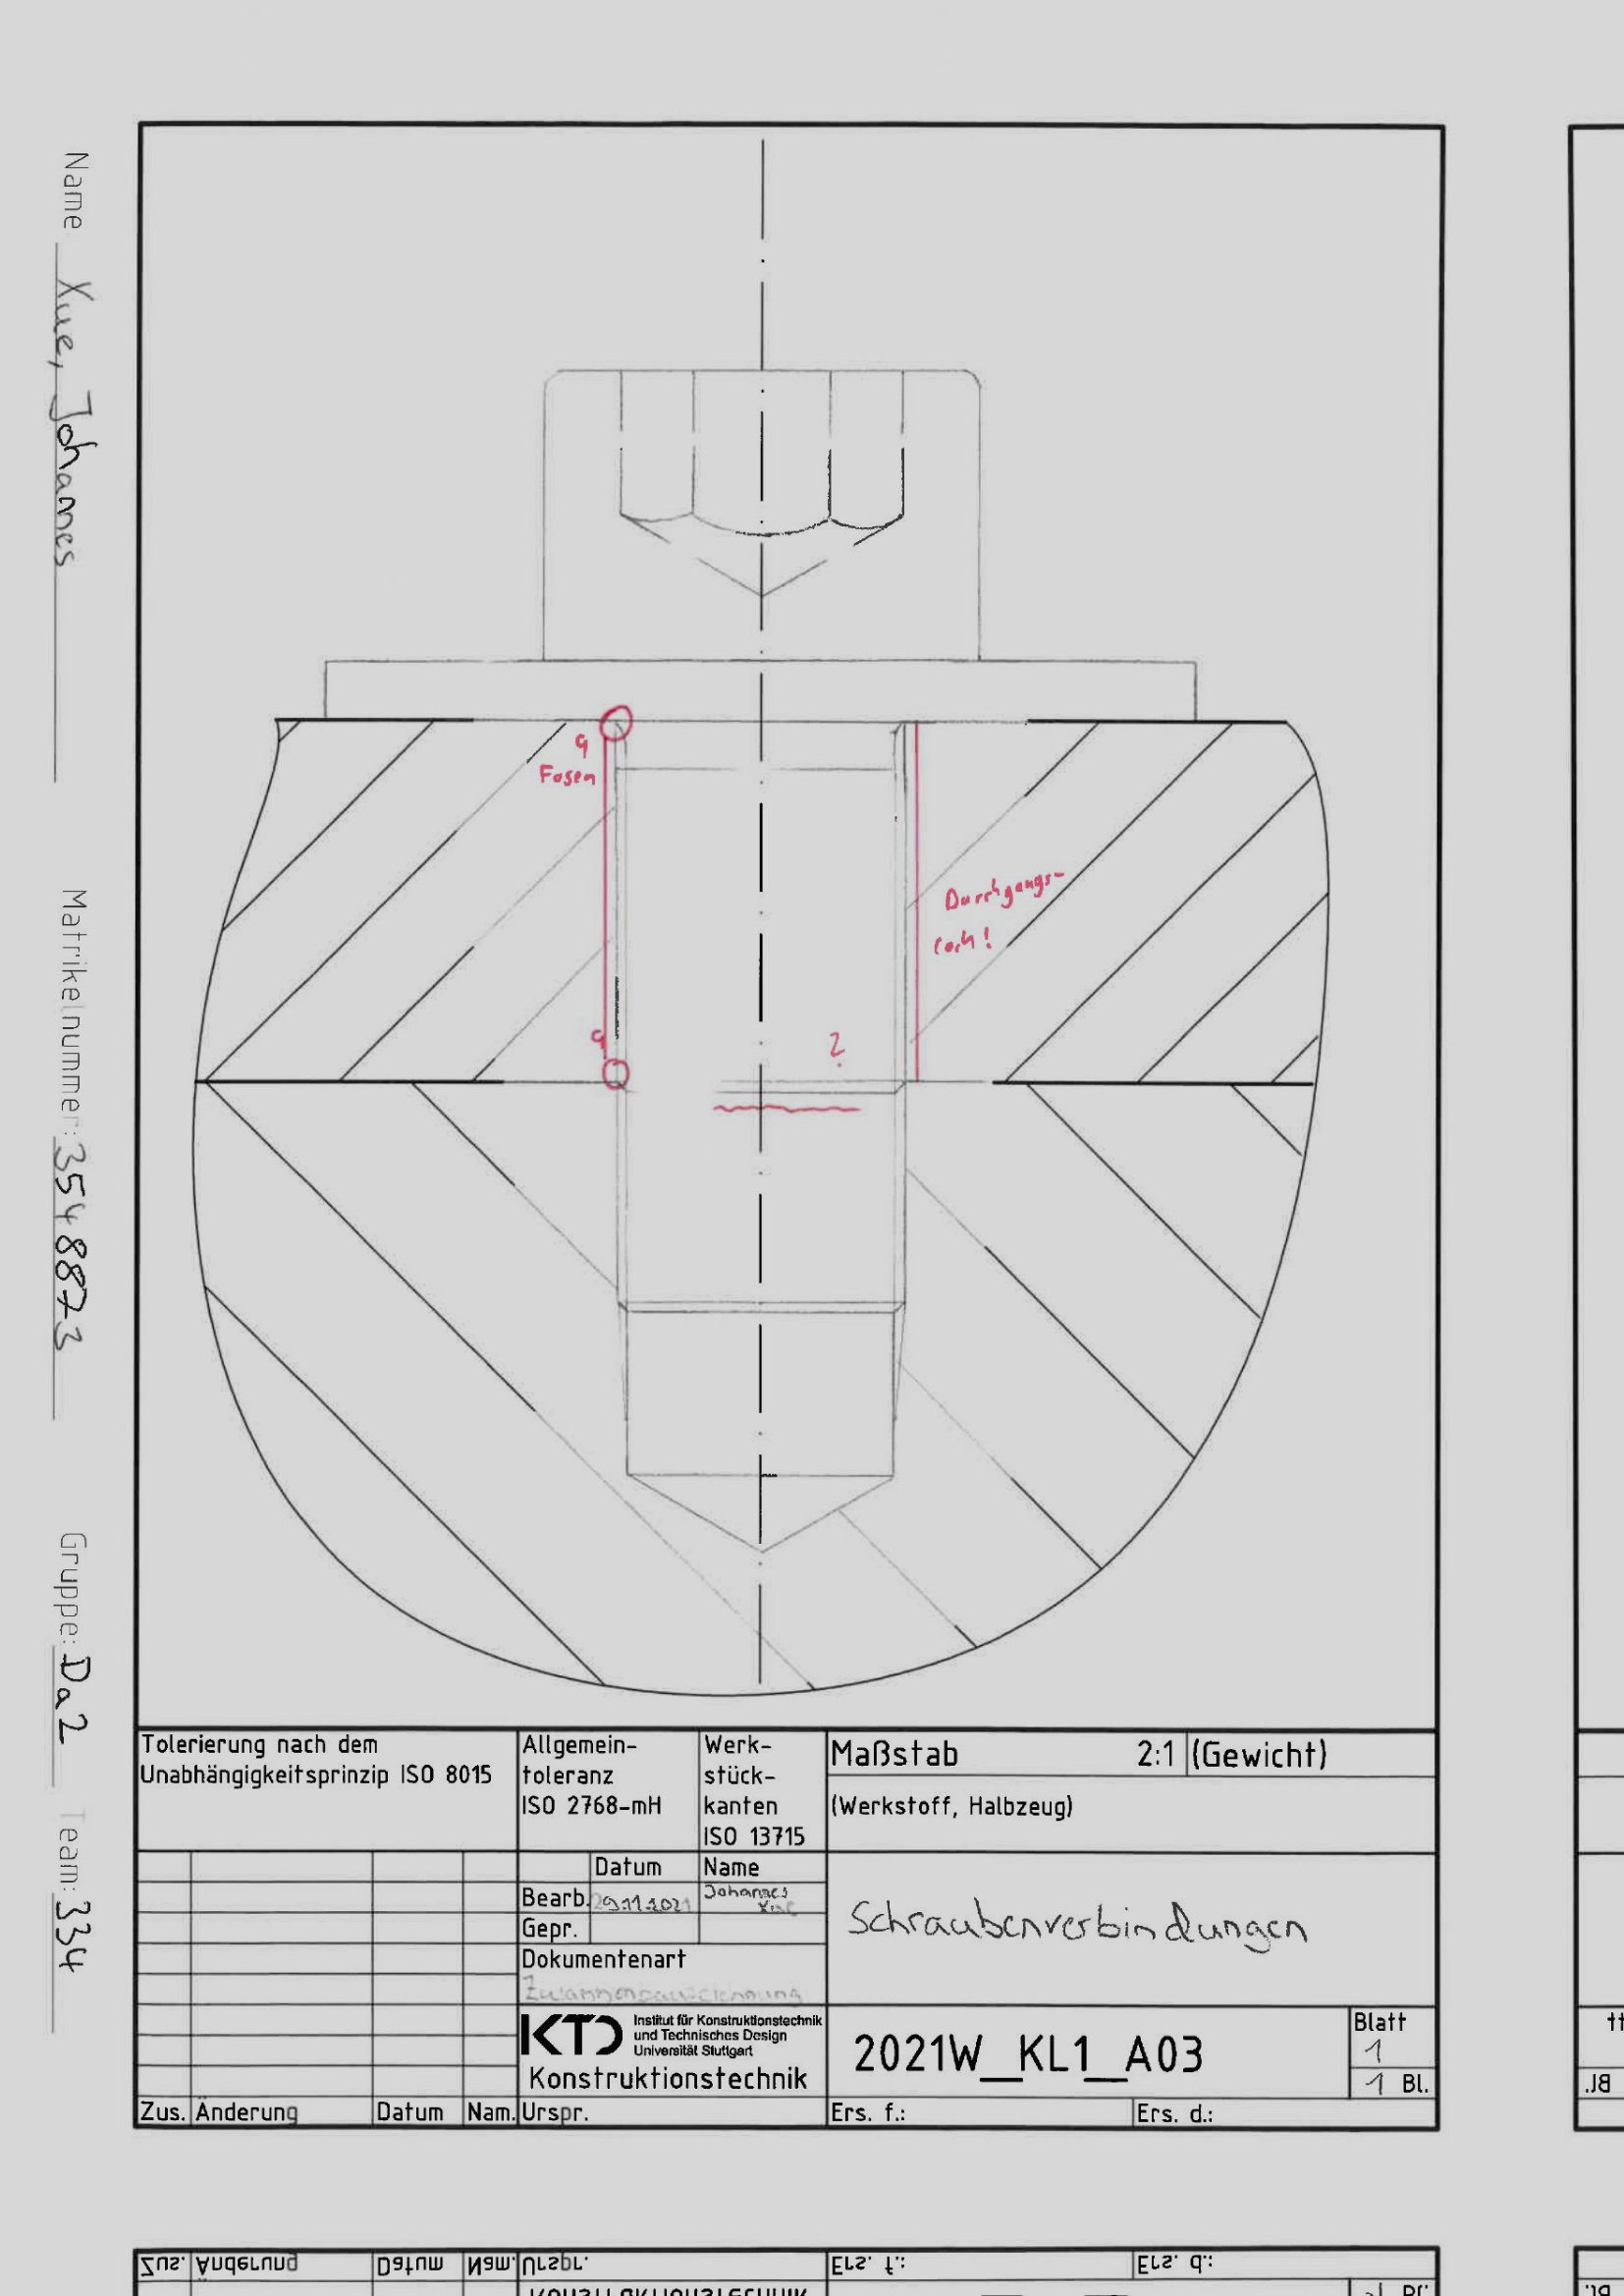 Name Xue, Johannes
Matrikelnummer: 3548873
Gruppe: Da2
Team: 334
9
Fasen
Durchgangs-
loch!
9
?
Tolerierung nach dem
Unabhängigkeitsprinzip ISO 8015
Allgemein-
toleranz
ISO 2768-mH
Werk-
stück-
kanten
ISO 13715
Maßstab 2:1 (Gewicht)
(Werkstoff, Halbzeug)
Datum Name
Bearb. 29.11.2021 Johannes
Xue
Gepr.
Schraubenverbindungen
Dokumentenart
Zusammenbauzeichnung
KTD Institut für Konstruktionstechnik
und Technisches Design
Universität Stuttgart
Konstruktionstechnik
2021W_KL1_A03
Blatt
1
1 Bl.
Zus. Änderung Datum Nam. Urspr. Ers. f.: Ers. d.:
Zus. Änderung Datum Nam. Urspr. Ers. f.: Ers. d.: